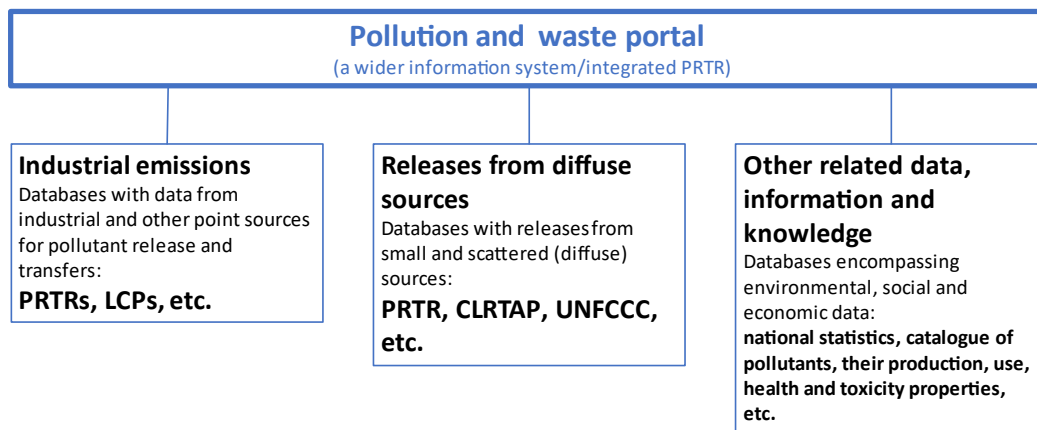 Pollution and waste portal
(a wider information system/integrated PRTR)
Industrial emissions
Databases with data from
industrial and other point sources
for pollutant release and
transfers:
PRTRs, LCPs, etc.
Releases from diffuse
sources
Databases with releases from
small and scattered (diffuse)
sources:
PRTR, CLRTAP, UNFCCC,
etc.
Other related data,
information and
knowledge
Databases encompassing
environmental, social and
economic data:
national statistics, catalogue of
pollutants, their production, use,
health and toxicity properties,
etc.